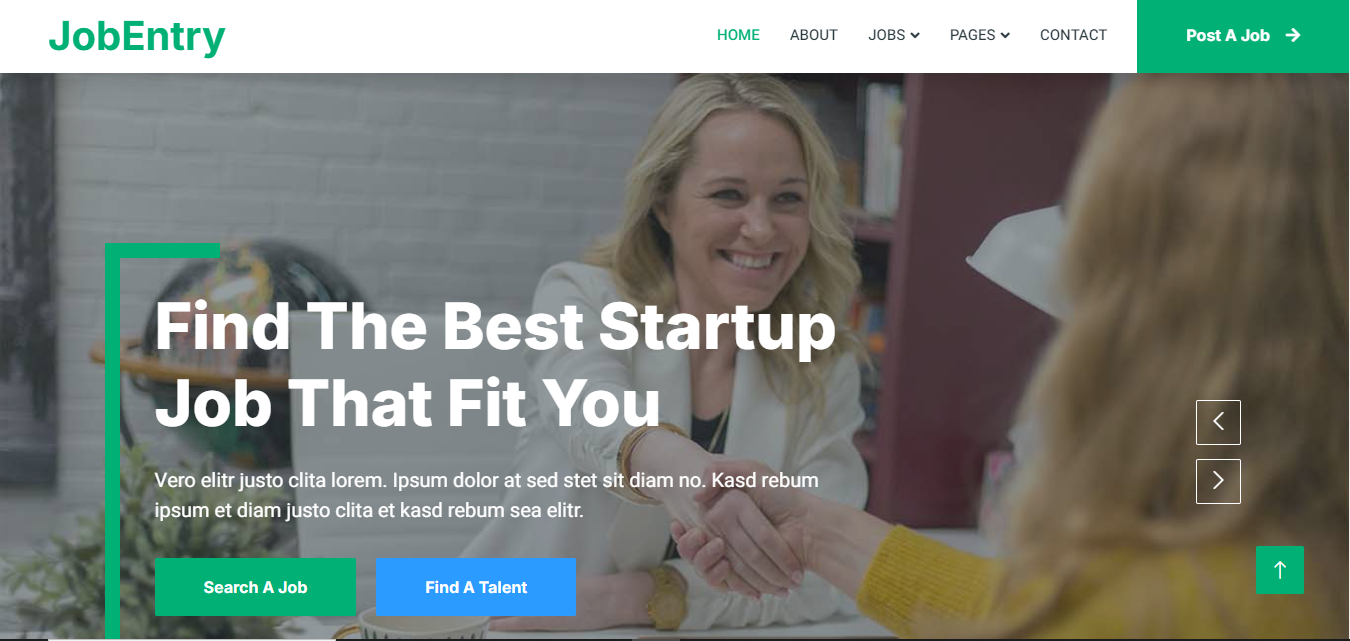 JobEntry
HOME ABOUT JOBS PAGES CONTACT Post A Job
Find The Best Startup
Job That Fit You
Vero elitr justo clita lorem. Ipsum dolor at sed stet sit diam no. Kasd rebum
ipsum et diam justo clita et kasd rebum sea elitr.
Search A Job Find A Talent